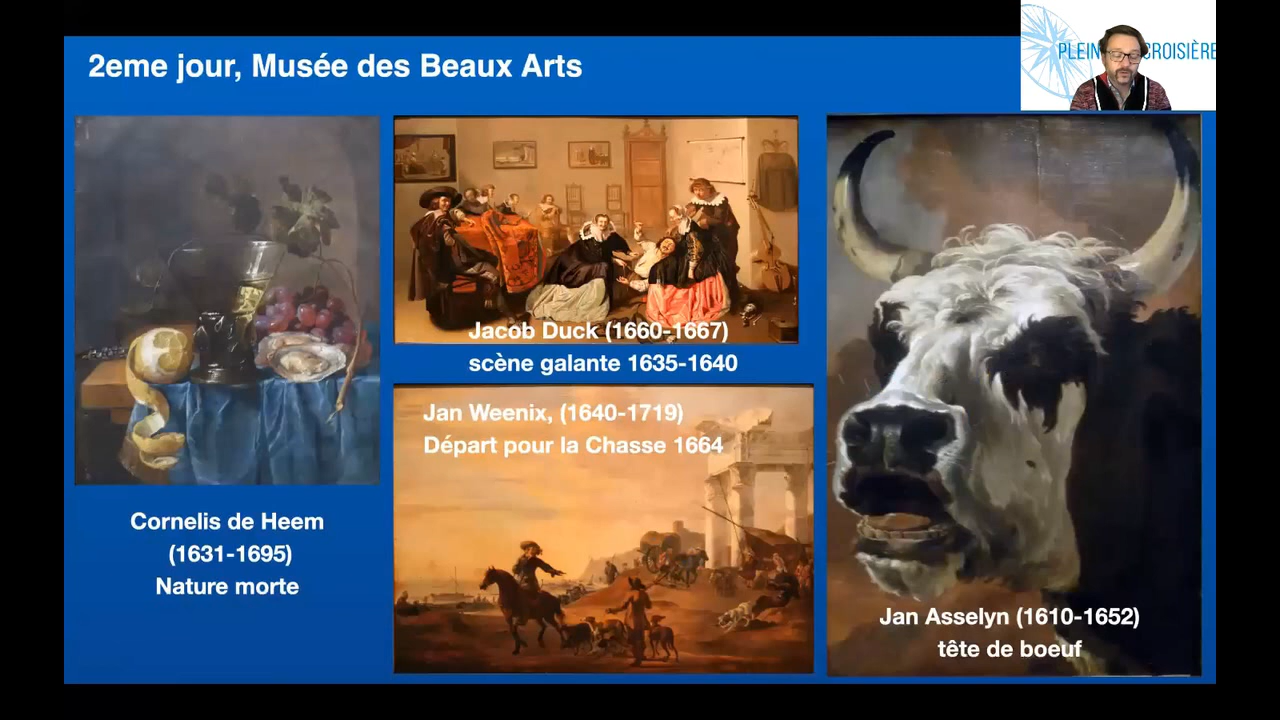 2eme jour, Musée des Beaux Arts
PLEIN CROISIÈRE
Jacob Duck (1660-1667)
scène galante 1635-1640
Jan Weenix, (1640-1719)
Départ pour la Chasse 1664
Cornelis de Heem
(1631-1695)
Nature morte
Jan Asselyn (1610-1652)
tête de boeuf